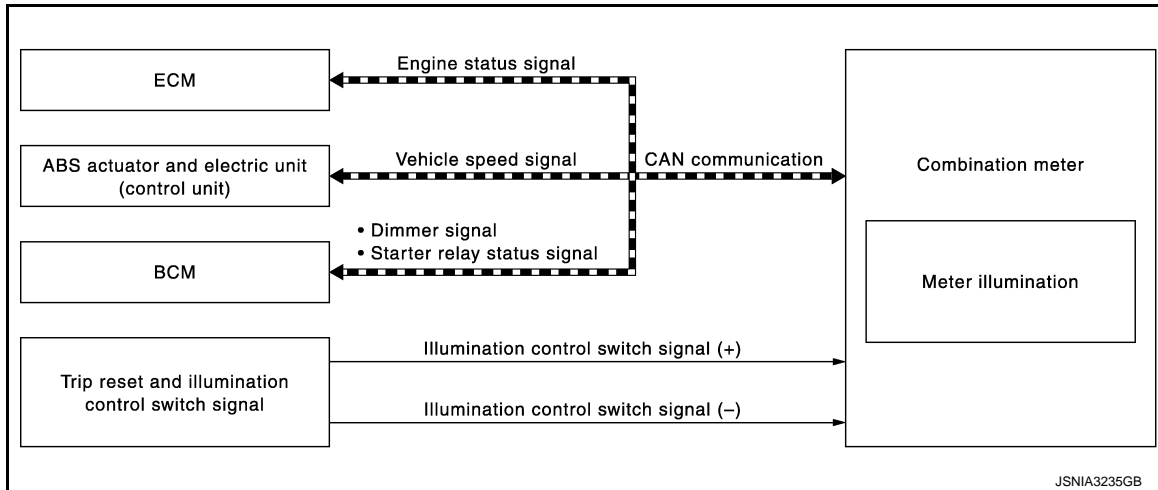 ECM
Engine status signal
ABS actuator and electric unit
(control unit)
Vehicle speed signal
CAN communication
Combination meter
• Dimmer signal
• Starter relay status signal
BCM
Meter illumination
Trip reset and illumination
control switch signal
Illumination control switch signal (+)
Illumination control switch signal (–)
JSNIA3235GB